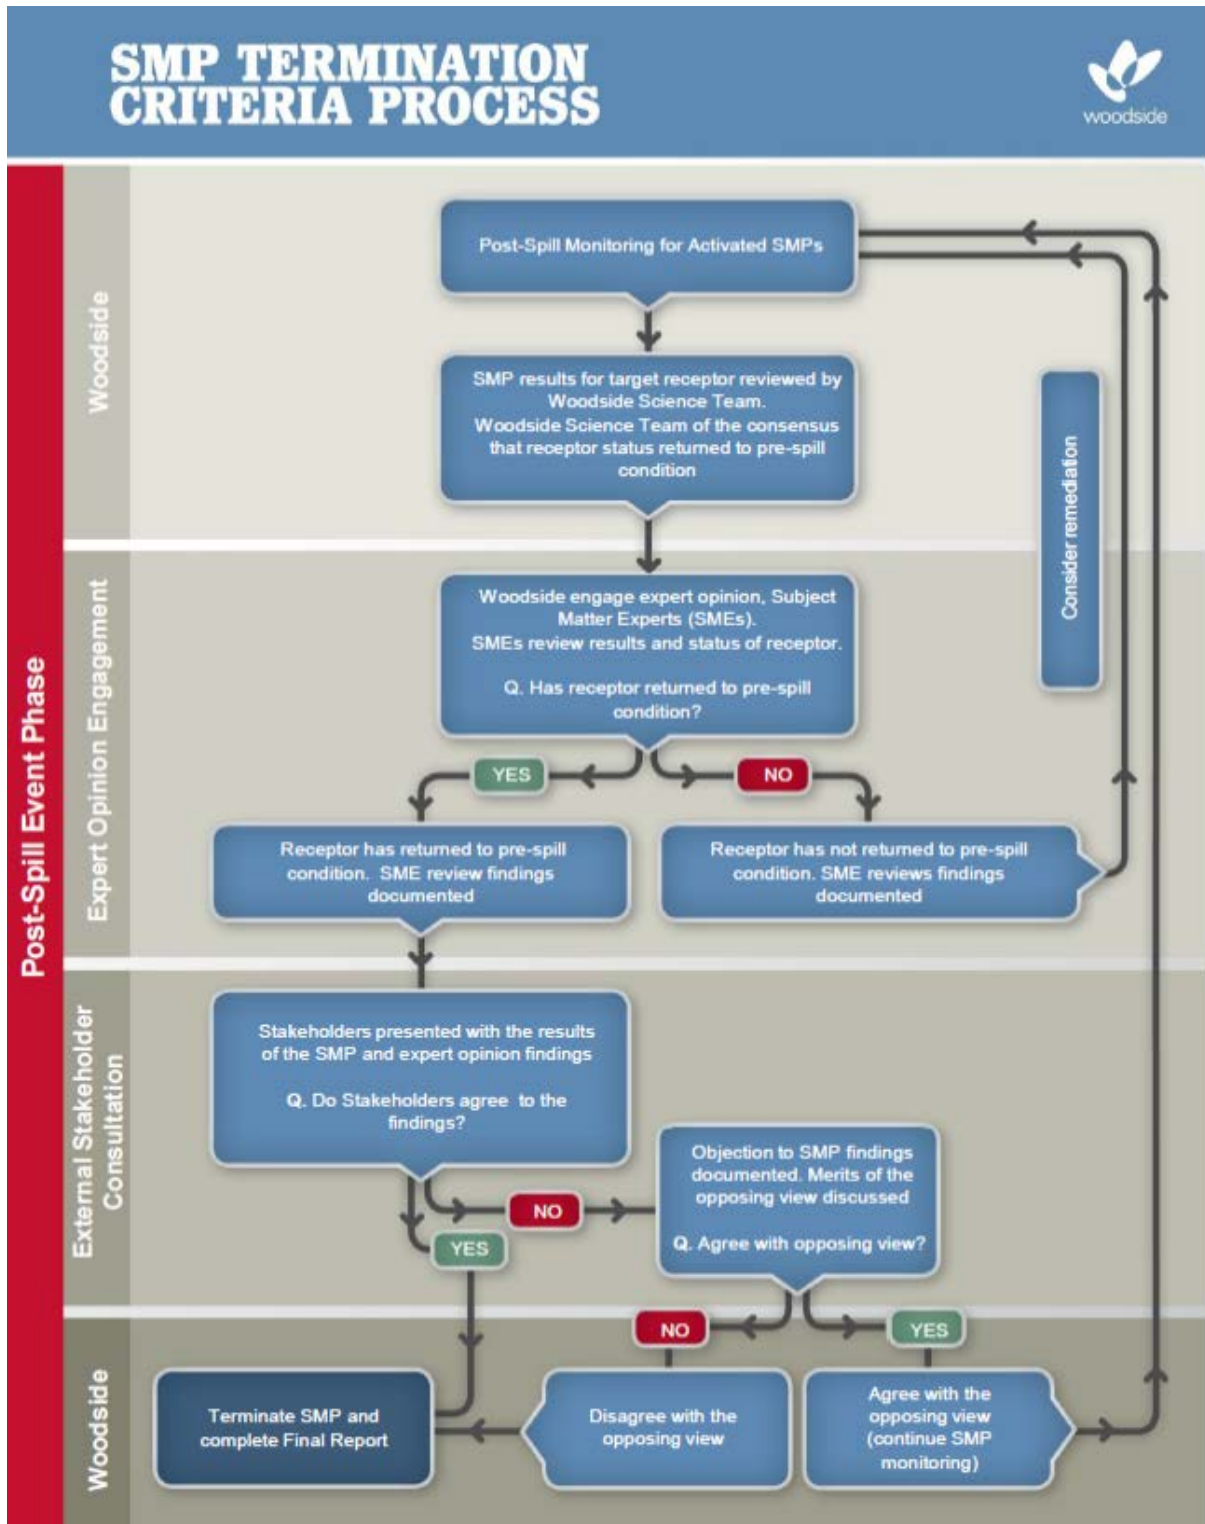 SMP TERMINATION
CRITERIA PROCESS
woodside
Post-Spill Event Phase
Woodside
Post-Spill Monitoring for Activated SMPs
SMP results for target receptor reviewed by
Woodside Science Team.
Woodside Science Team of the consensus
that receptor status returned to pre-spill
condition
Consider remediation
Expert Opinion Engagement
Woodside engage expert opinion, Subject
Matter Experts (SMEs).
SMEs review results and status of receptor.
Q. Has receptor returned to pre-spill
condition?
YES
NO
Receptor has returned to pre-spill
condition. SME review findings
documented
Receptor has not returned to pre-spill
condition. SME reviews findings
documented
External Stakeholder
Consultation
Stakeholders presented with the results
of the SMP and expert opinion findings
Q. Do Stakeholders agree to the
findings?
NO
YES
Objection to SMP findings
documented. Merits of the
opposing view discussed
Q. Agree with opposing view?
NO
YES
Woodside
Terminate SMP and
complete Final Report
Disagree with the
opposing view
Agree with the
opposing view
(continue SMP
monitoring)